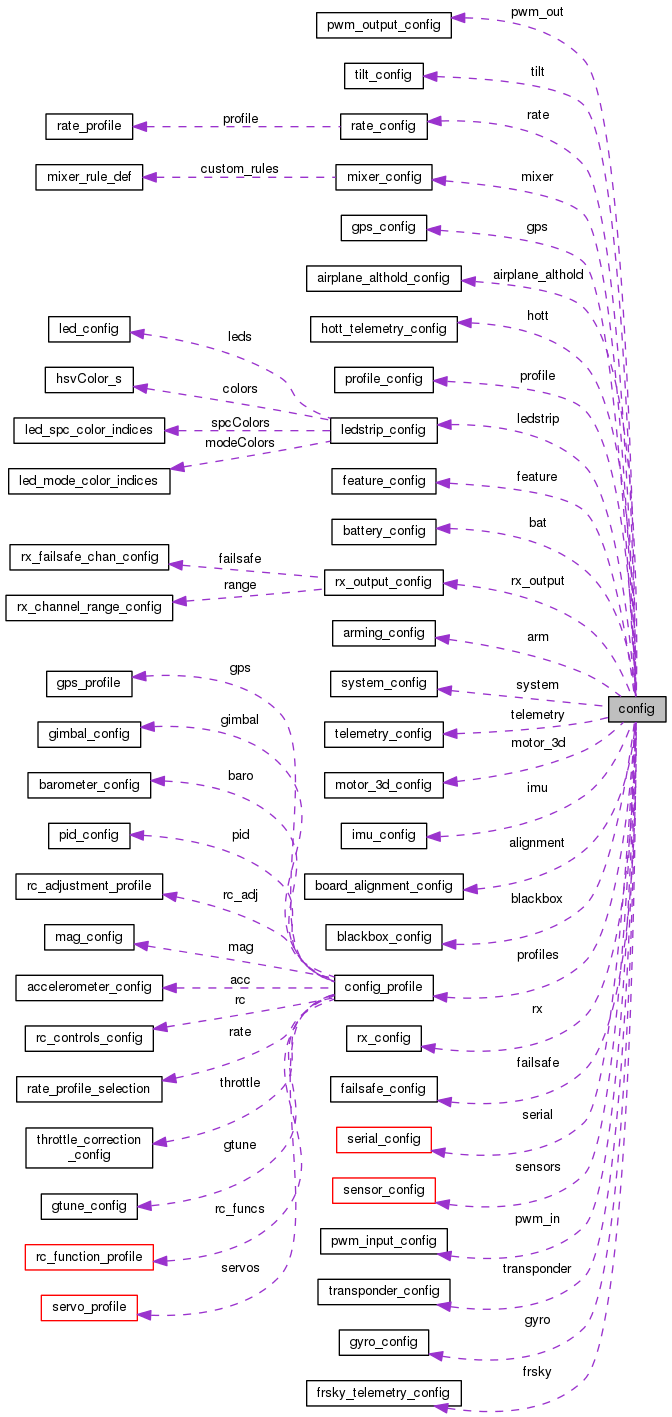 pwm_out
pwm_output_config
tilt
tilt_config
rate
profile
rate_profile
rate_config
mixer
custom_rules
mixer_rule_def
mixer_config
gps
gps_config
airplane_althold
airplane_althold_config
hott
leds
led_config
hott_telemetry_config
profile
colors
hsvColor_s
profile_config
ledstrip
spcColors
led_spc_color_indices
ledstrip_config
modeColors
led_mode_color_indices
feature
feature_config
bat
battery_config
failsafe
rx_failsafe_chan_config
rx_output
rx_output_config
range
rx_channel_range_config
arm
arming_config
gps
gps_profile
system
system_config
config
gimbal
gimbal_config
telemetry
telemetry_config
motor_3d
baro
barometer_config
motor_3d_config
imu
pid
pid_config
imu_config
alignment
rc_adjustment_profile
rc_adj
board_alignment_config
blackbox
mag_config
mag
blackbox_config
profiles
acc
accelerometer_config
config_profile
rc
rx
rc_controls_config
rate
rx_config
failsafe
rate_profile_selection
throttle
failsafe_config
serial
throttle_correction
_config
gtune
serial_config
sensors
gtune_config
rc_funcs
sensor_config
pwm_in
rc_function_profile
pwm_input_config
servos
transponder
servo_profile
transponder_config
gyro
gyro_config
frsky
frsky_telemetry_config